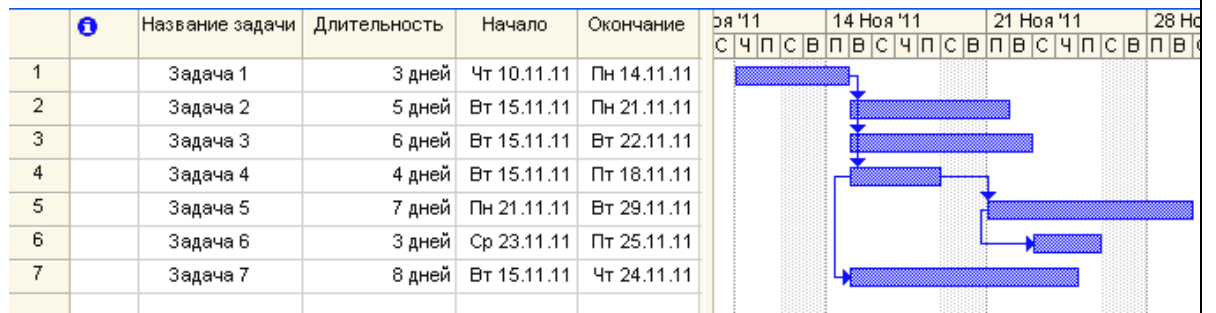 Название задачи Длительность Начало Окончание
оя '11 14 Ноя '11 21 Ноя '11 28 Но
С Ч П С В П В С Ч П С В П В С Ч П С В П В
1 Задача 1 3 дней Чт 10.11.11 Пн 14.11.11
2 Задача 2 5 дней Вт 15.11.11 Пн 21.11.11
3 Задача 3 6 дней Вт 15.11.11 Вт 22.11.11
4 Задача 4 4 дней Вт 15.11.11 Пт 18.11.11
5 Задача 5 7 дней Пн 21.11.11 Вт 29.11.11
6 Задача 6 3 дней Ср 23.11.11 Пт 25.11.11
7 Задача 7 8 дней Вт 15.11.11 Чт 24.11.11